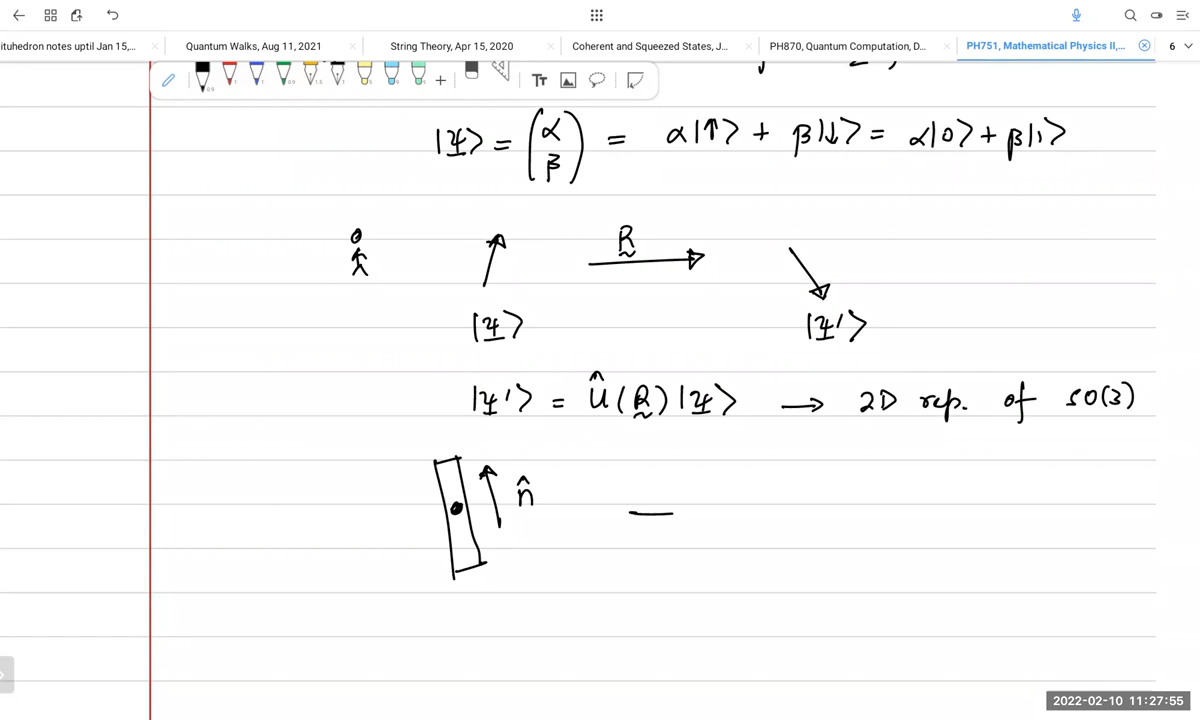 ituhedron notes uptil Jan 15,... Quantum Walks, Aug 11, 2021 String Theory, Apr 15, 2020 Coherent and Squeezed States, J... PH870, Quantum Computation, D... PH751, Mathematical Physics II,... 6
Tт
|Ψ> = (α β) = α|↑> + β|↓> = α|0> + β|1>
R
|Ψ> |Ψ'>
|Ψ'> = Û(R)|Ψ> → 2D rep. of SO(3)
n̂
2022-02-10 11:27:55